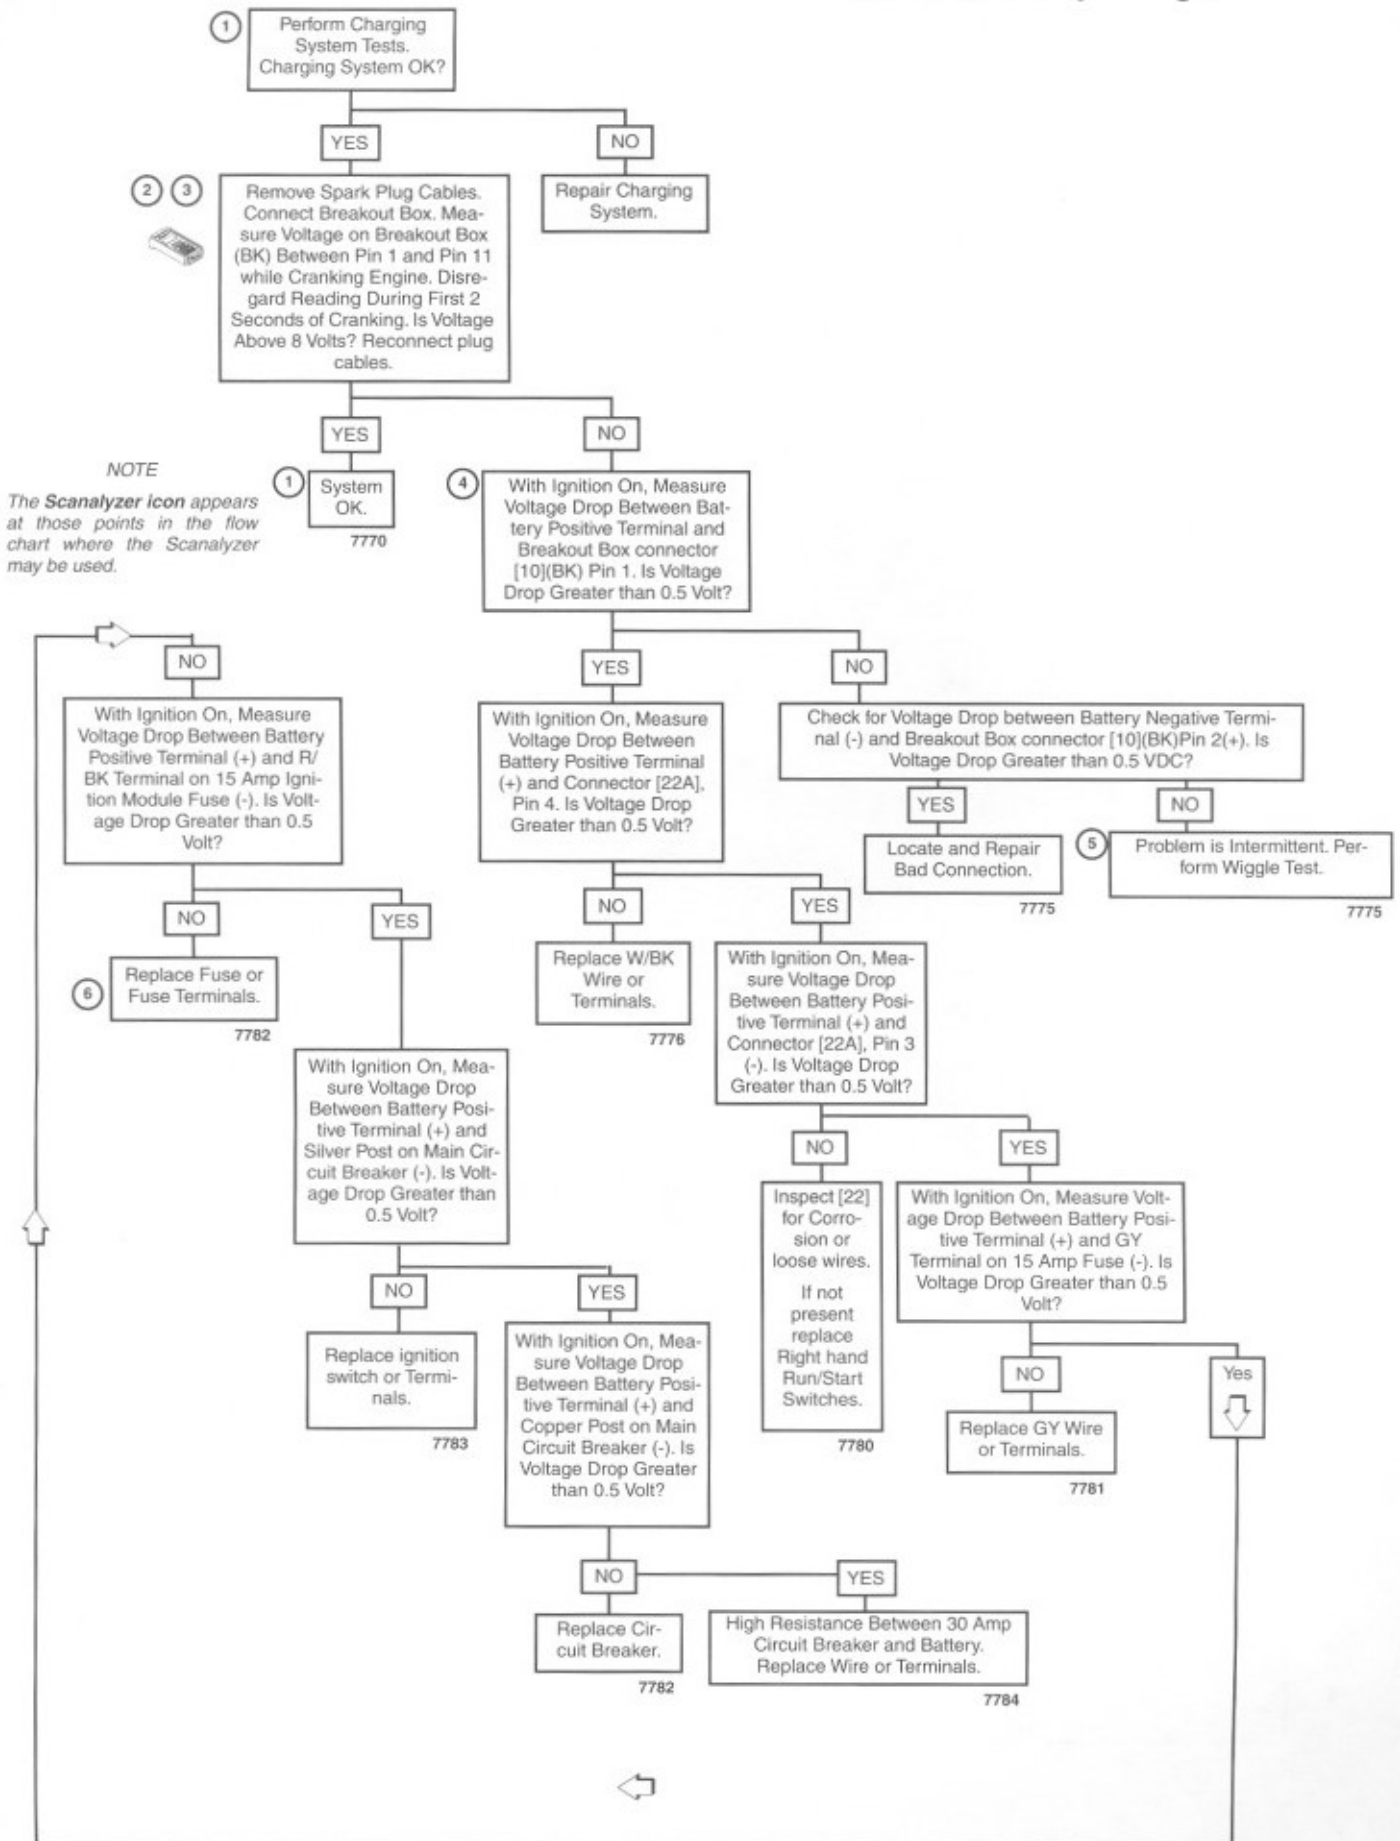 1
Perform Charging
System Tests.
Charging System OK?
YES
NO
2 3
Remove Spark Plug Cables.
Connect Breakout Box. Mea-
sure Voltage on Breakout Box
(BK) Between Pin 1 and Pin 11
while Cranking Engine. Disre-
gard Reading During First 2
Seconds of Cranking. Is Voltage
Above 8 Volts? Reconnect plug
cables.
Repair Charging
System.
YES
NO
NOTE
The Scanalyzer icon appears
at those points in the flow
chart where the Scanalyzer
may be used.
1
System
OK.
7770
4
With Ignition On, Measure
Voltage Drop Between Bat-
tery Positive Terminal and
Breakout Box connector
[10](BK) Pin 1. Is Voltage
Drop Greater than 0.5 Volt?
NO
YES
NO
With Ignition On, Measure
Voltage Drop Between Battery
Positive Terminal (+) and R/
BK Terminal on 15 Amp Igni-
tion Module Fuse (-). Is Volt-
age Drop Greater than 0.5
Volt?
With Ignition On, Measure
Voltage Drop Between
Battery Positive Terminal
(+) and Connector [22A],
Pin 4. Is Voltage Drop
Greater than 0.5 Volt?
Check for Voltage Drop between Battery Negative Termi-
nal (-) and Breakout Box connector [10](BK)Pin 2(+). Is
Voltage Drop Greater than 0.5 VDC?
YES
NO
Locate and Repair
Bad Connection.
7775
5
Problem is Intermittent. Per-
form Wiggle Test.
7775
NO
YES
NO
YES
6
Replace Fuse or
Fuse Terminals.
7782
Replace W/BK
Wire or
Terminals.
7776
With Ignition On, Mea-
sure Voltage Drop
Between Battery Posi-
tive Terminal (+) and
Connector [22A], Pin 3
(-). Is Voltage Drop
Greater than 0.5 Volt?
With Ignition On, Mea-
sure Voltage Drop
Between Battery Posi-
tive Terminal (+) and
Silver Post on Main Cir-
cuit Breaker (-). Is Volt-
age Drop Greater than
0.5 Volt?
NO
YES
Inspect [22]
for Corro-
sion or
loose wires.
If not
present
replace
Right hand
Run/Start
Switches.
7780
With Ignition On, Measure Volt-
age Drop Between Battery Posi-
tive Terminal (+) and GY
Terminal on 15 Amp Fuse (-). Is
Voltage Drop Greater than 0.5
Volt?
NO
YES
Replace ignition
switch or Termi-
nals.
7783
With Ignition On, Mea-
sure Voltage Drop
Between Battery Posi-
tive Terminal (+) and
Copper Post on Main
Circuit Breaker (-). Is
Voltage Drop Greater
than 0.5 Volt?
NO
Yes
Replace GY Wire
or Terminals.
7781
NO
YES
Replace Cir-
cuit Breaker.
7782
High Resistance Between 30 Amp
Circuit Breaker and Battery.
Replace Wire or Terminals.
7784